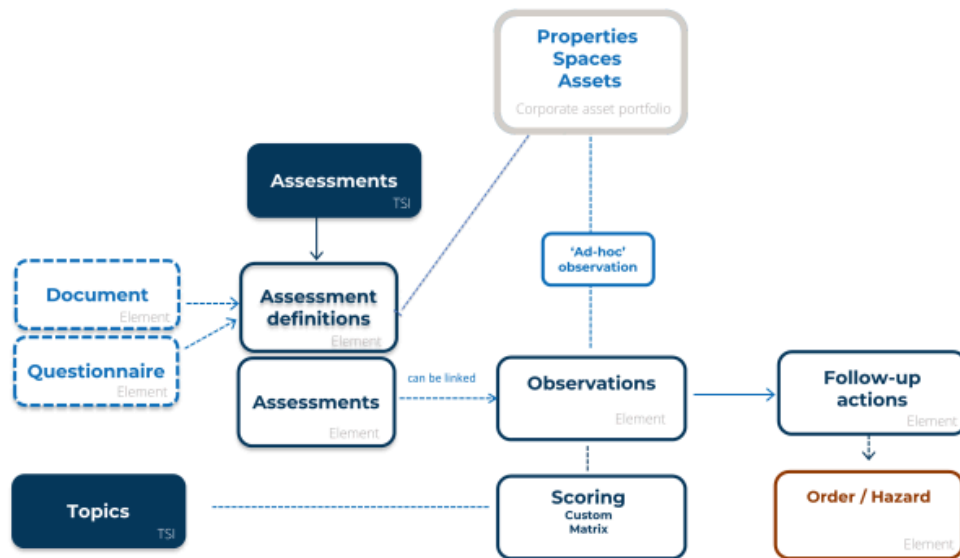 Properties
Spaces
Assets
Corporate asset portfolio
Assessments
TSI
'Ad-hoc'
observation
Document
Element
Assessment
definitions
Element
Questionnaire
Element
Assessments
Element
can be linked
Observations
Element
Follow-up
actions
Element
Topics
TSI
Scoring
Custom
Matrix
Order / Hazard
Element